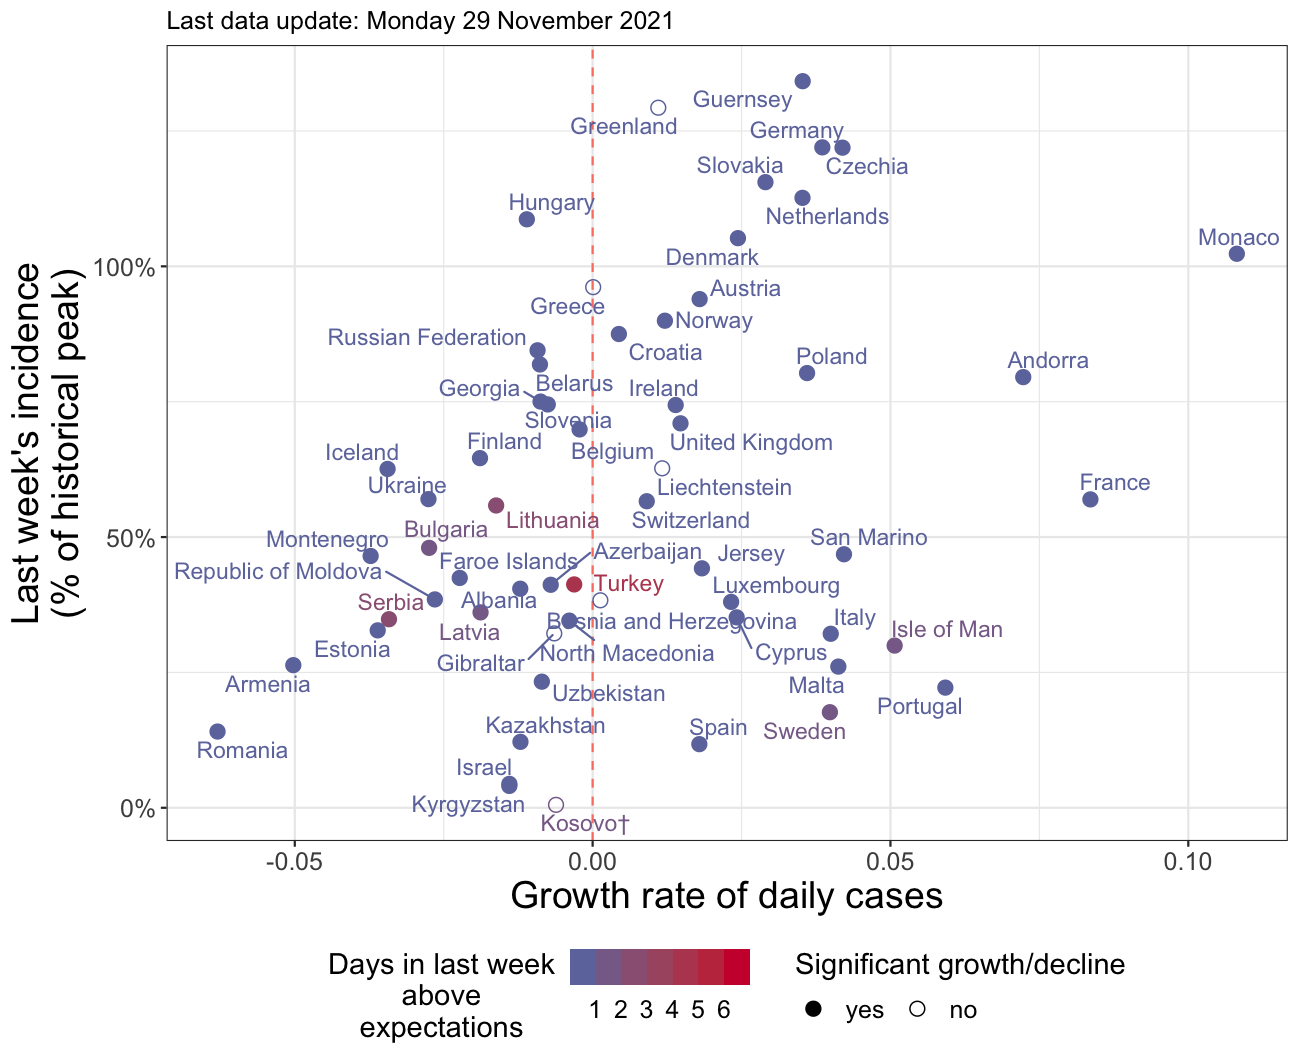 Last data update: Monday 29 November 2021
Last week's incidence
(% of historical peak)
100%
50%
0%
Guernsey
Greenland
Germany
Czechia
Slovakia
Hungary
Netherlands
Monaco
Denmark
Austria
Greece
Norway
Russian Federation
Croatia
Poland
Andorra
Belarus
Georgia
Ireland
Slovenia
Finland
United Kingdom
Iceland
Belgium
Ukraine
Liechtenstein
France
Lithuania
Switzerland
Bulgaria
San Marino
Montenegro
Azerbaijan
Jersey
Faroe Islands
Republic of Moldova
Turkey
Luxembourg
Serbia
Albania
Italy
Bosnia and Herzegovina
Isle of Man
Latvia
Estonia
North Macedonia
Cyprus
Gibraltar
Armenia
Malta
Uzbekistan
Portugal
Kazakhstan
Spain
Sweden
Romania
Israel
Kyrgyzstan
Kosovo†
-0.05
0.00
0.05
0.10
Growth rate of daily cases
Days in last week
above
expectations
1 2 3 4 5 6
Significant growth/decline
yes
no